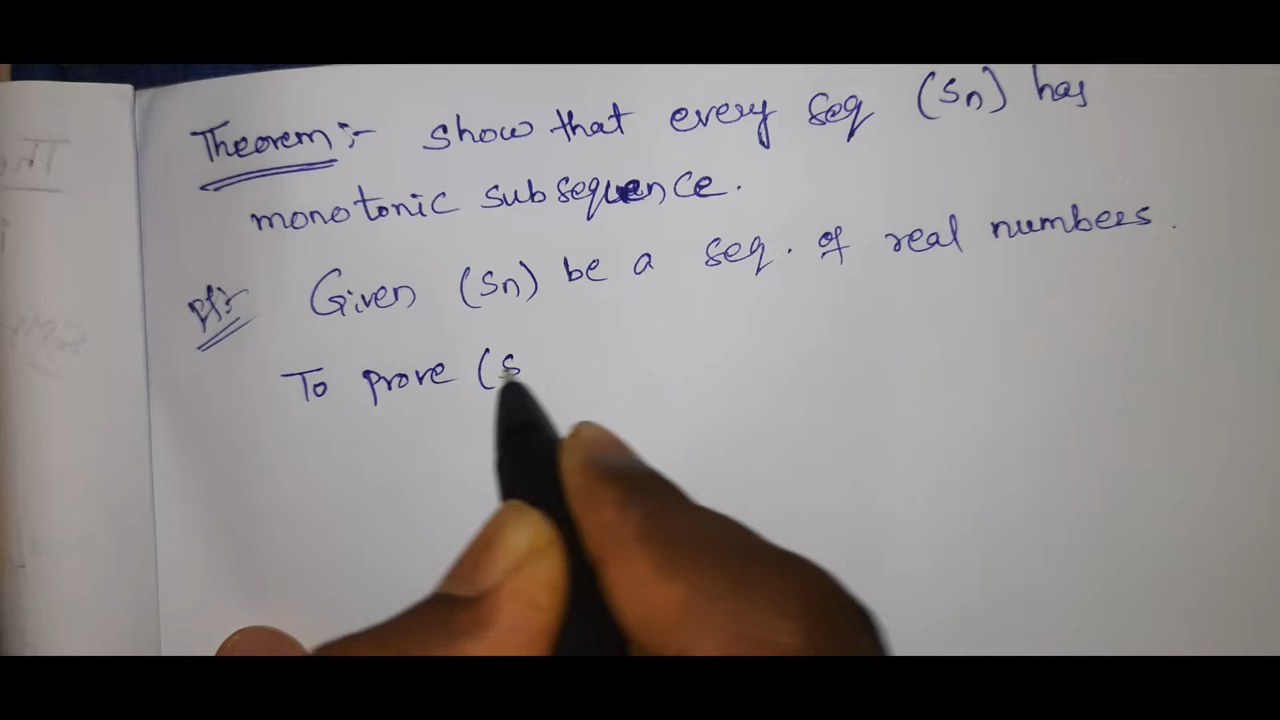 Theorem :- show that every seq (Sn) has
monotonic subsequence.
Pf:- Given (Sn) be a seq. of real numbers.
To prove (S